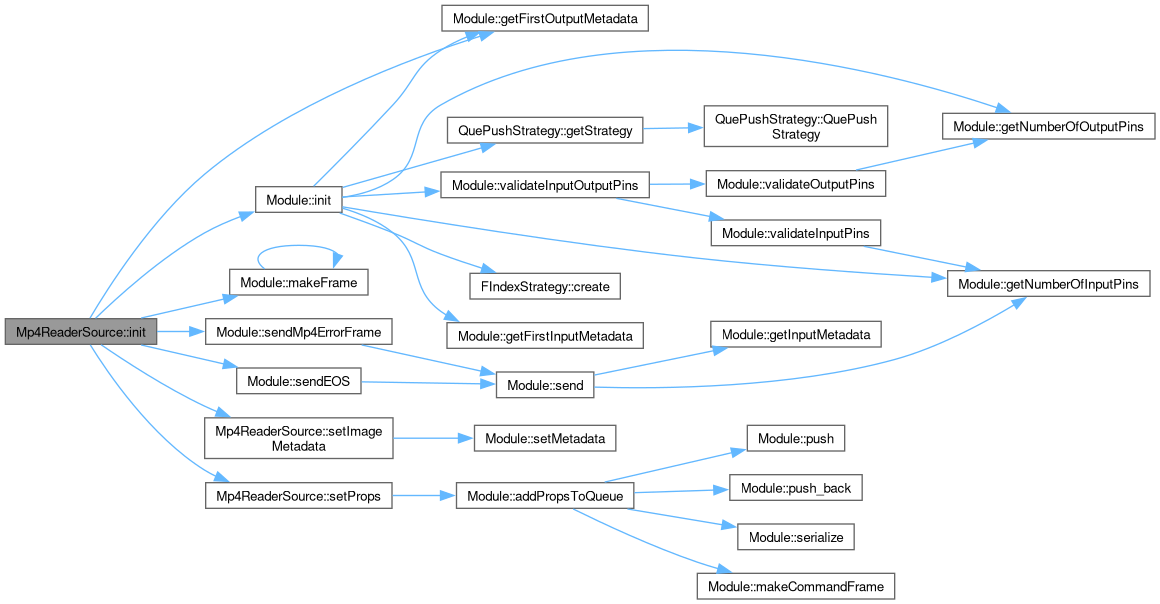 Module::getFirstOutputMetadata
QuePushStrategy::getStrategy
QuePushStrategy::QuePush
Strategy
Module::getNumberOfOutputPins
Module::init
Module::validateInputOutputPins
Module::validateOutputPins
Module::validateInputPins
Module::makeFrame
FIndexStrategy::create
Module::getNumberOfInputPins
Mp4ReaderSource::init
Module::sendMp4ErrorFrame
Module::getFirstInputMetadata
Module::getInputMetadata
Module::sendEOS
Module::send
Mp4ReaderSource::setImage
Metadata
Module::setMetadata
Module::push
Mp4ReaderSource::setProps
Module::addPropsToQueue
Module::push_back
Module::serialize
Module::makeCommandFrame